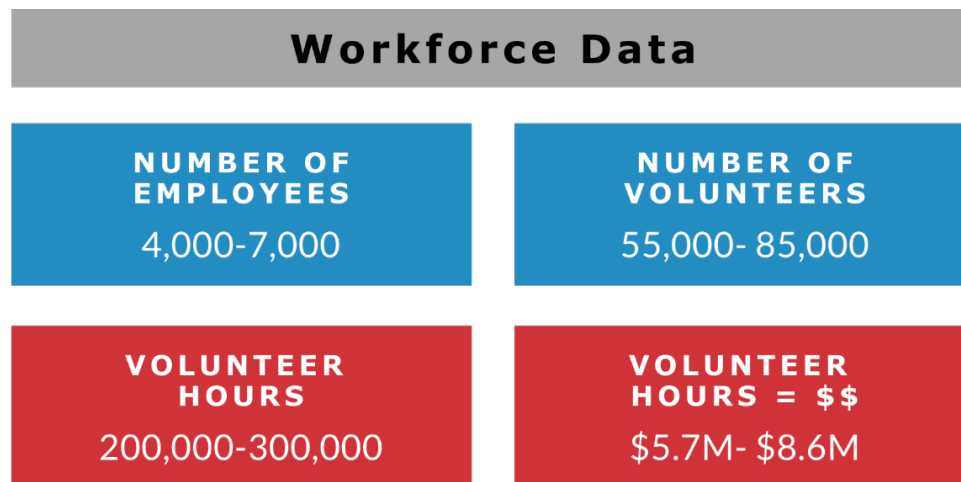 Workforce Data
NUMBER OF
EMPLOYEES
4,000-7,000
NUMBER OF
VOLUNTEERS
55,000- 85,000
VOLUNTEER
HOURS
200,000-300,000
VOLUNTEER
HOURS = $$
$5.7M- $8.6M